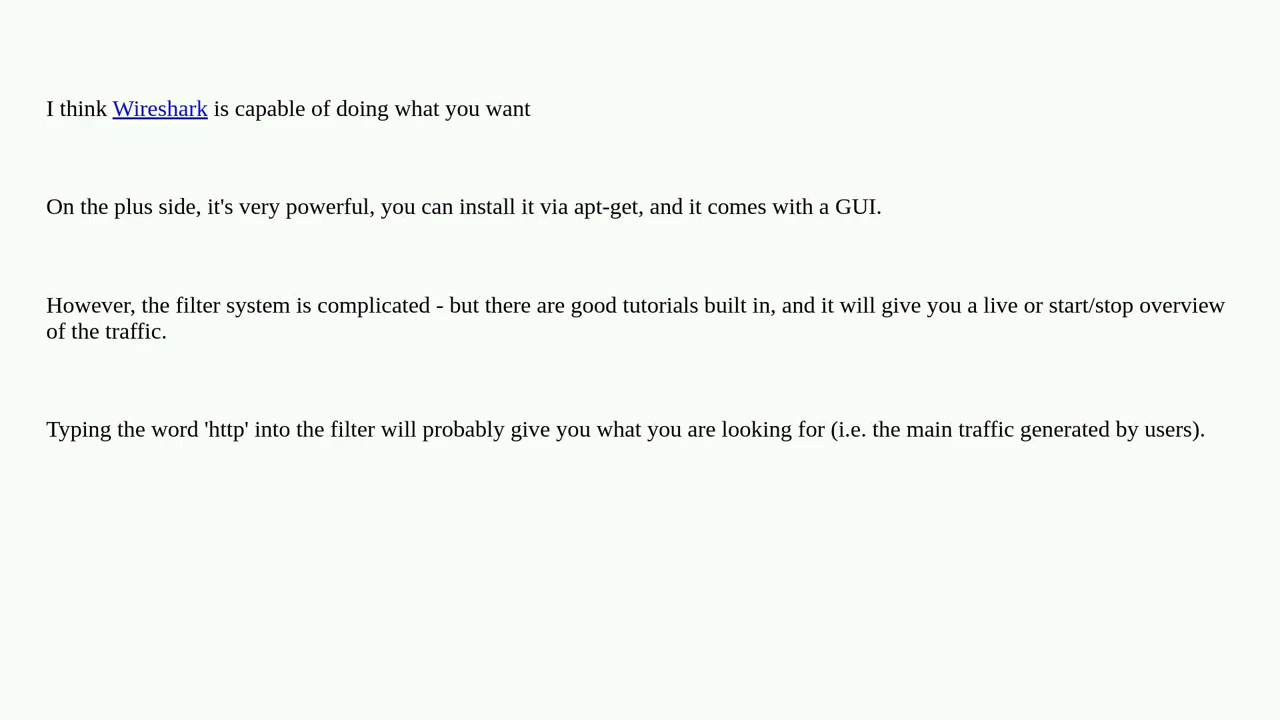 I think Wireshark is capable of doing what you want
On the plus side, it's very powerful, you can install it via apt-get, and it comes with a GUI.
However, the filter system is complicated - but there are good tutorials built in, and it will give you a live or start/stop overview
of the traffic.
Typing the word 'http' into the filter will probably give you what you are looking for (i.e. the main traffic generated by users).